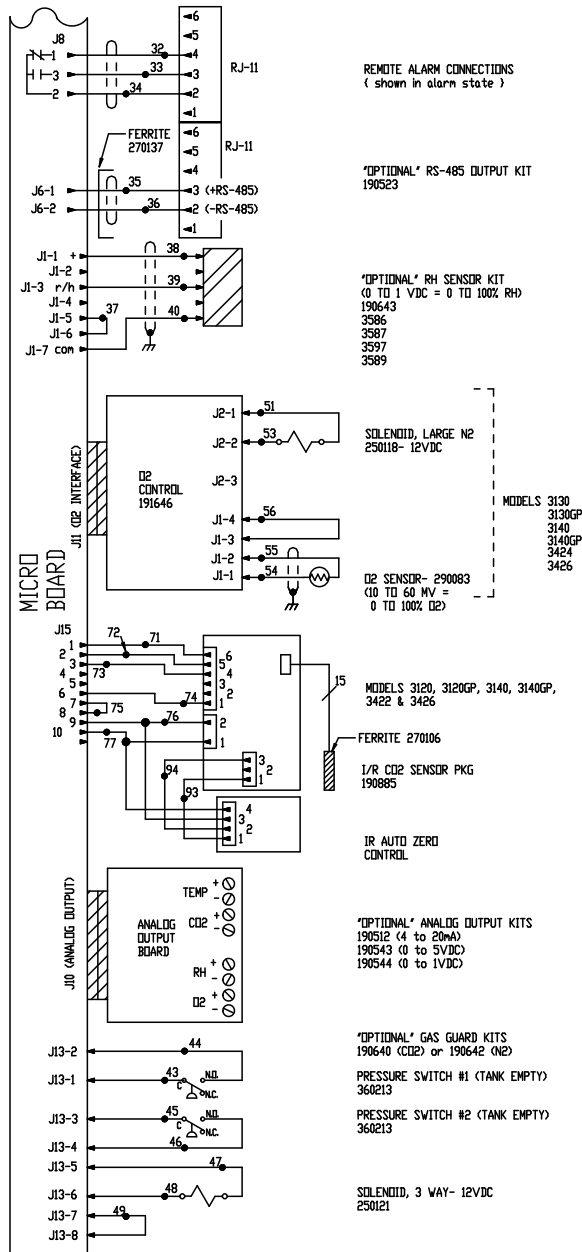 J8
1
3
2
32
33
34
6
5
4
3
2
1
RJ-11
REMOTE ALARM CONNECTIONS
( shown in alarm state )
FERRITE
270137
6
5
4
3 (+RS-485)
2 (-RS-485)
1
RJ-11
J6-1
J6-2
35
36
"OPTIONAL" RS-485 OUTPUT KIT
190523
J1-1 +
J1-2
J1-3 r/h
J1-4
J1-5
J1-6
J1-7 com
37
38
39
40
"OPTIONAL" RH SENSOR KIT
(0 TO 1 VDC = 0 TO 100% RH)
190643
3586
3587
3597
3589
MICRO
BOARD
J11 (O2 INTERFACE)
O2
CONTROL
191646
J2-1
J2-2
J2-3
J1-4
J1-3
J1-2
J1-1
51
53
56
55
54
SOLENOID, LARGE N2
250118- 12VDC
O2 SENSOR- 290083
(10 TO 60 MV =
0 TO 100% O2)
MODELS 3130
3130GP
3140
3140GP
3424
3426
J15
1
2
3
4
5
6
7
8
9
10
72
71
73
74
75
76
77
6
5
4
3
2
1
2
1
3
2
1
94
93
4
3
2
1
15
MODELS 3120, 3120GP, 3140, 3140GP,
3422 & 3426
FERRITE 270106
I/R CO2 SENSOR PKG
190885
IR AUTO ZERO
CONTROL
J10 (ANALOG OUTPUT)
ANALOG
OUTPUT
BOARD
TEMP + -
CO2 + -
RH + -
O2 + -
"OPTIONAL" ANALOG OUTPUT KITS
190512 (4 to 20mA)
190543 (0 to 5VDC)
190544 (0 to 1VDC)
"OPTIONAL" GAS GUARD KITS
190640 (CO2) or 190642 (N2)
J13-2
44
J13-1
43
C
N.O.
N.C.
PRESSURE SWITCH #1 (TANK EMPTY)
360213
J13-3
45
C
N.O.
N.C.
PRESSURE SWITCH #2 (TANK EMPTY)
360213
J13-4
46
J13-5
47
J13-6
48
SOLENOID, 3 WAY- 12VDC
250121
J13-7
49
J13-8